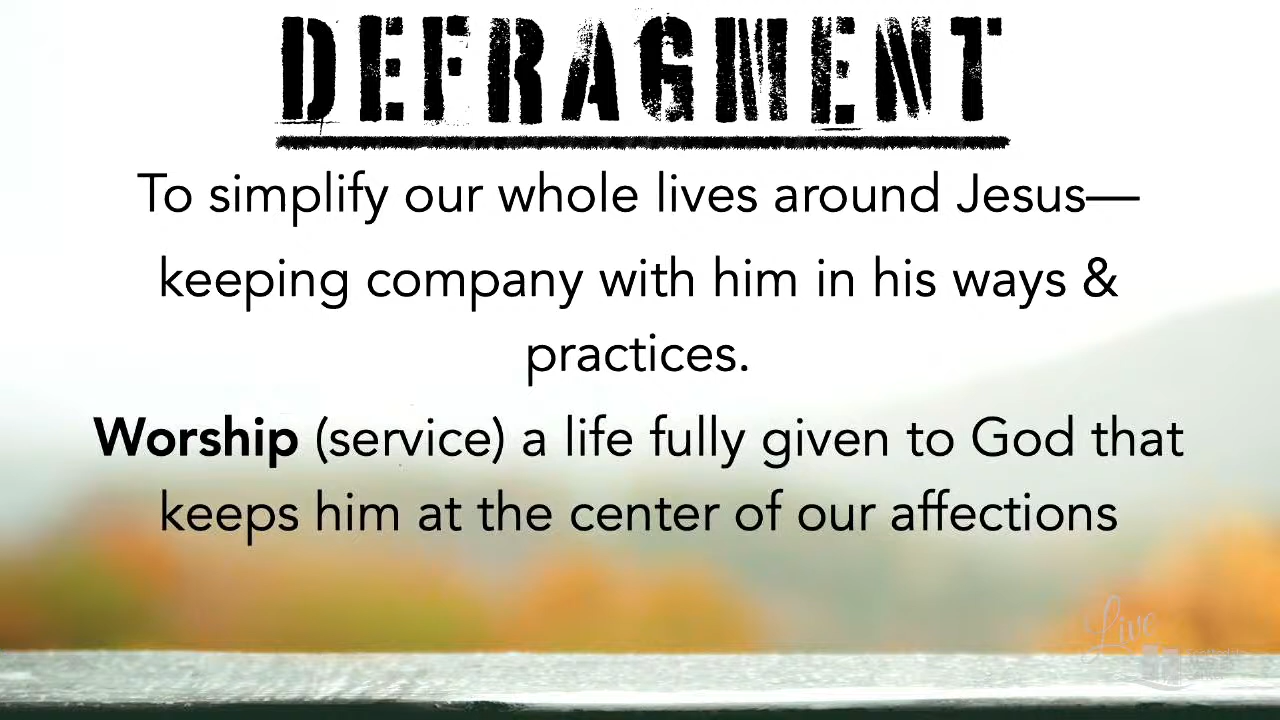 DEFRAGMENT
To simplify our whole lives around Jesus—
keeping company with him in his ways &
practices.
Worship (service) a life fully given to God that
keeps him at the center of our affections
Live